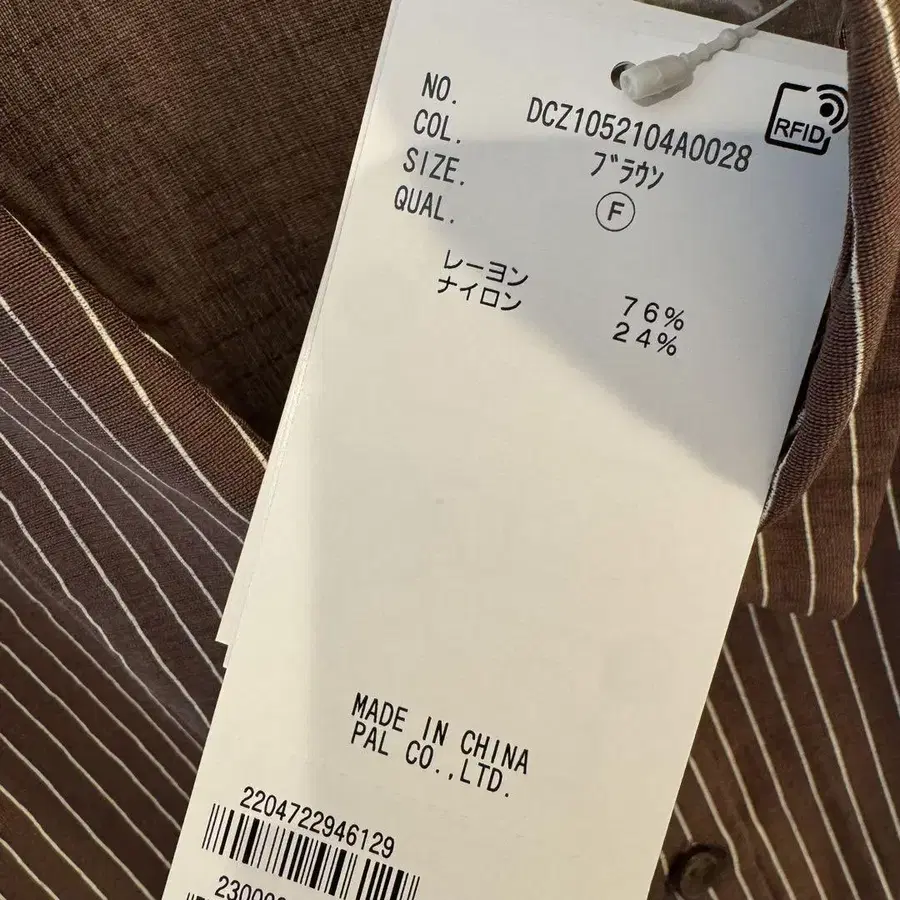 NO. DCZ1052104A0028
RFID
COL. ブラウン
SIZE. F
QUAL.
レーヨン 76%
ナイロン 24%
MADE IN CHINA
PAL CO.,LTD.
2204722946129